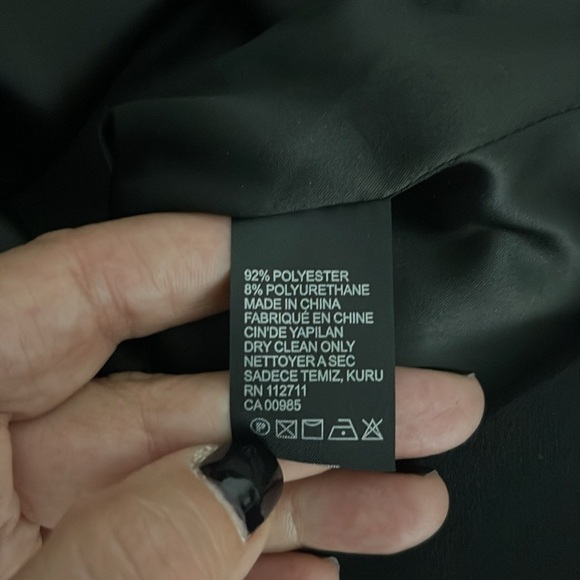 92% POLYESTER
8% POLYURETHANE
MADE IN CHINA
FABRIQUÉ EN CHINE
CIN'DE YAPILAN
DRY CLEAN ONLY
NETTOYER A SEC
SADECE TEMIZ, KURU
RN 112711
CA 00985